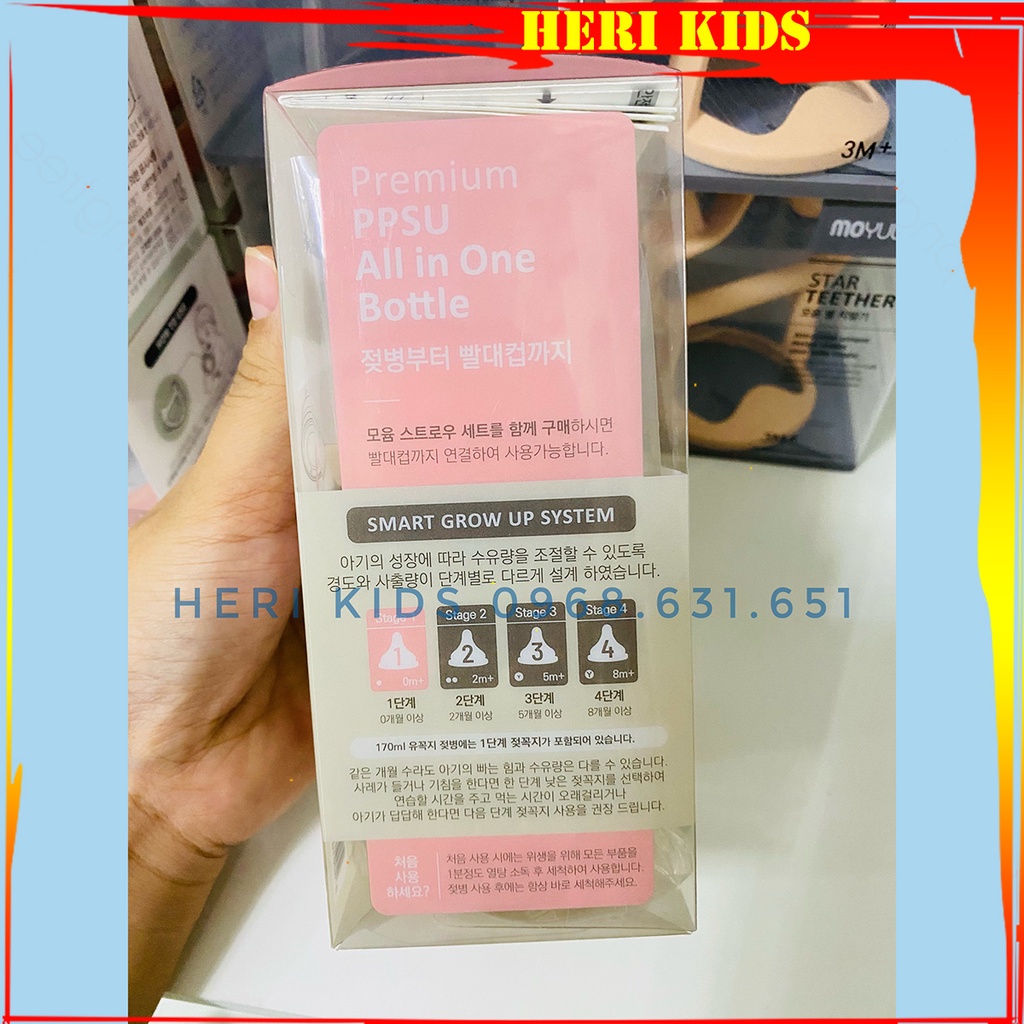 HERI KIDS
3M+
Premium
PPSU
All in One
Bottle
젖병부터 빨대컵까지
모윰 스트로우 세트를 함께 구매하시면
빨대컵까지 연결하여 사용가능합니다.
MOYUU
STAR
TEETHER
SMART GROW UP SYSTEM
아기의 성장에 따라 수유량을 조절할 수 있도록
경도와 사출량이 단계별로 다르게 설계 하였습니다.
HERI KIDS 0968.631.651
Stage Stage 2 Stage 3 Stage 4
1 2 3 4
0m+ 2m+ 5m+ 8m+
1단계 2단계 3단계 4단계
0개월 이상 2개월 이상 5개월 이상 8개월 이상
170ml 유꼭지 젖병에는 1단계 젖꼭지가 포함되어 있습니다.
같은 개월 수라도 아기의 빠는 힘과 수유량은 다를 수 있습니다.
사레가 들거나 기침을 한다면 한 단계 낮은 젖꼭지를 선택하여
연습할 시간을 주고 먹는 시간이 오래걸리거나
아기가 답답해 한다면 다음 단계 젖꼭지 사용을 권장 드립니다.
처음
사용
하세요?
처음 사용 시에는 위생을 위해 모든 부품을
1분정도 열탕 소독 후 세척하여 사용합니다.
젖병 사용 후에는 항상 바로 세척해주세요.